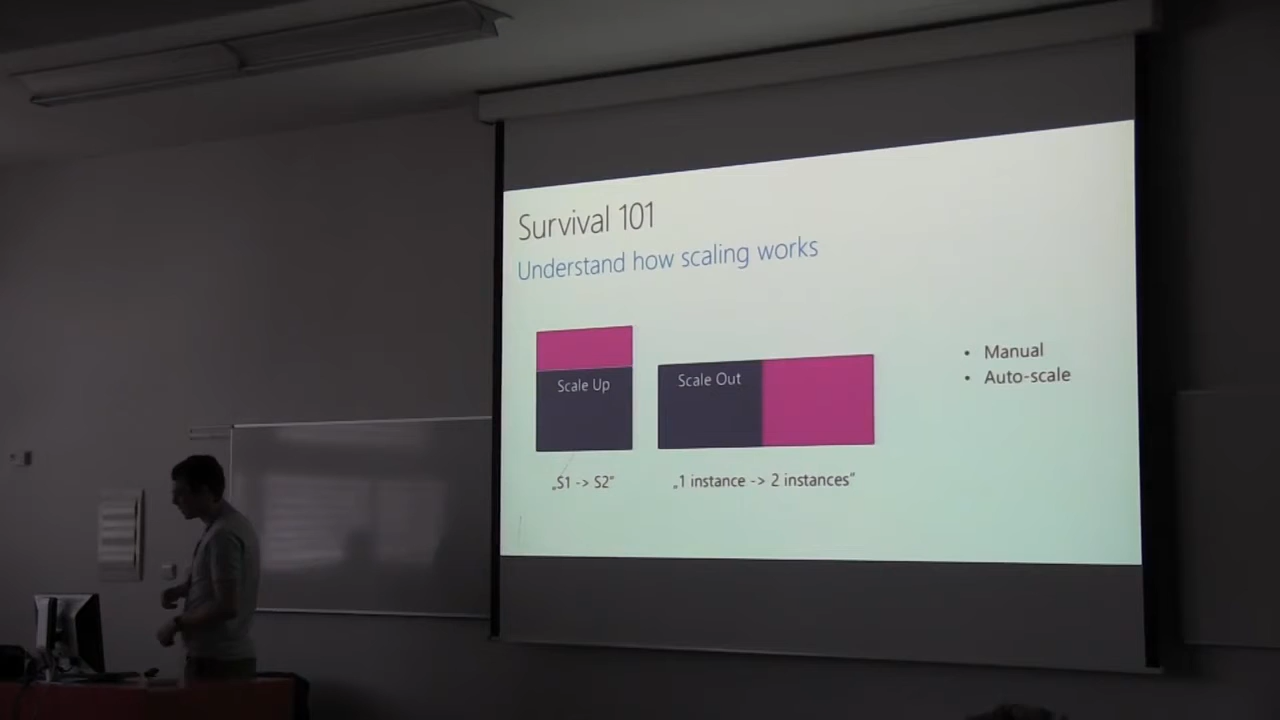 Survival 101
Understand how scaling works
Scale Up
Scale Out
„S1 -> S2“
„1 instance -> 2 instances“
• Manual
• Auto-scale